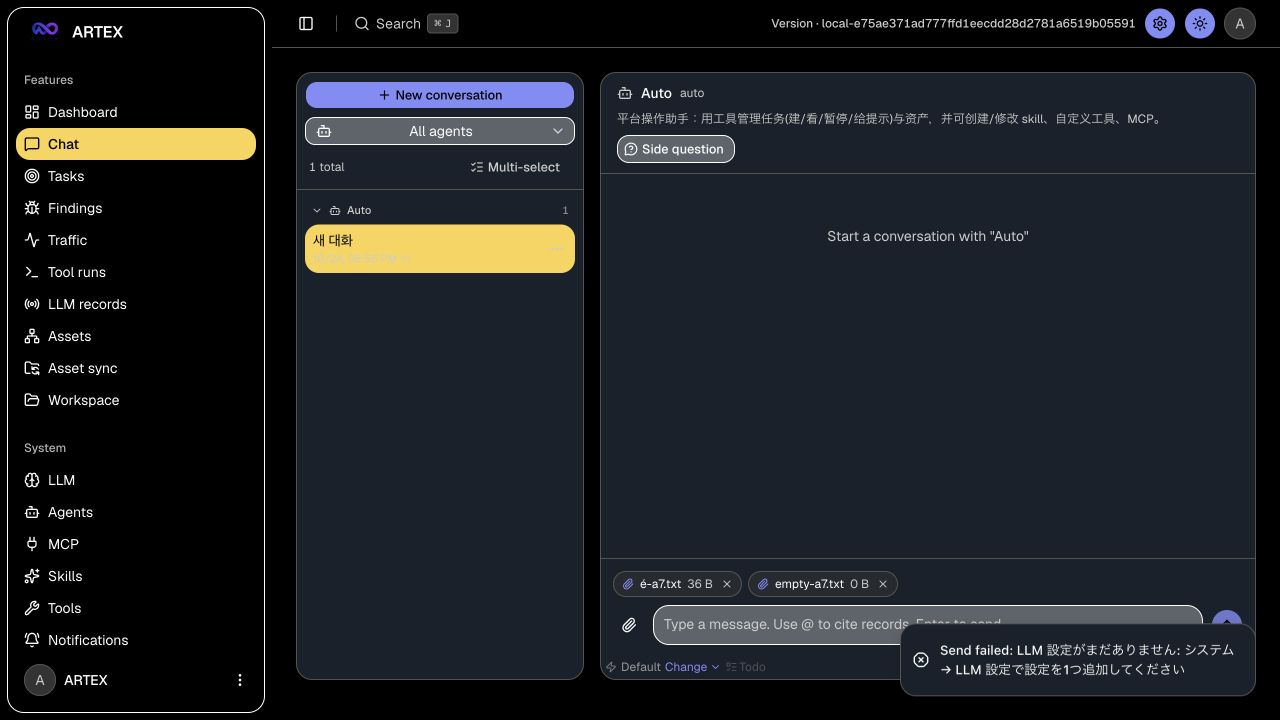 ARTEX
Features
Dashboard
Chat
Tasks
Findings
Traffic
Tool runs
LLM records
Assets
Asset sync
Workspace
System
LLM
Agents
MCP
Skills
Tools
Notifications
A ARTEX
Search ⌘ J
Version · local-e75ae371ad777ffd1eecdd28d2781a6519b05591
A
+ New conversation
All agents
1 total
Multi-select
Auto 1
새 대화
Auto auto
平台操作助手：用工具管理任务(建/看/暂停/给提示)与资产，并可创建/修改 skill、自定义工具、MCP。
Side question
Start a conversation with "Auto"
é-a7.txt 36 B ×
empty-a7.txt 0 B ×
Type a message. Use @ to cite records.
Default Change Todo
Send failed: LLM 設定がまだありません: システム
→ LLM 設定で設定を1つ追加してください